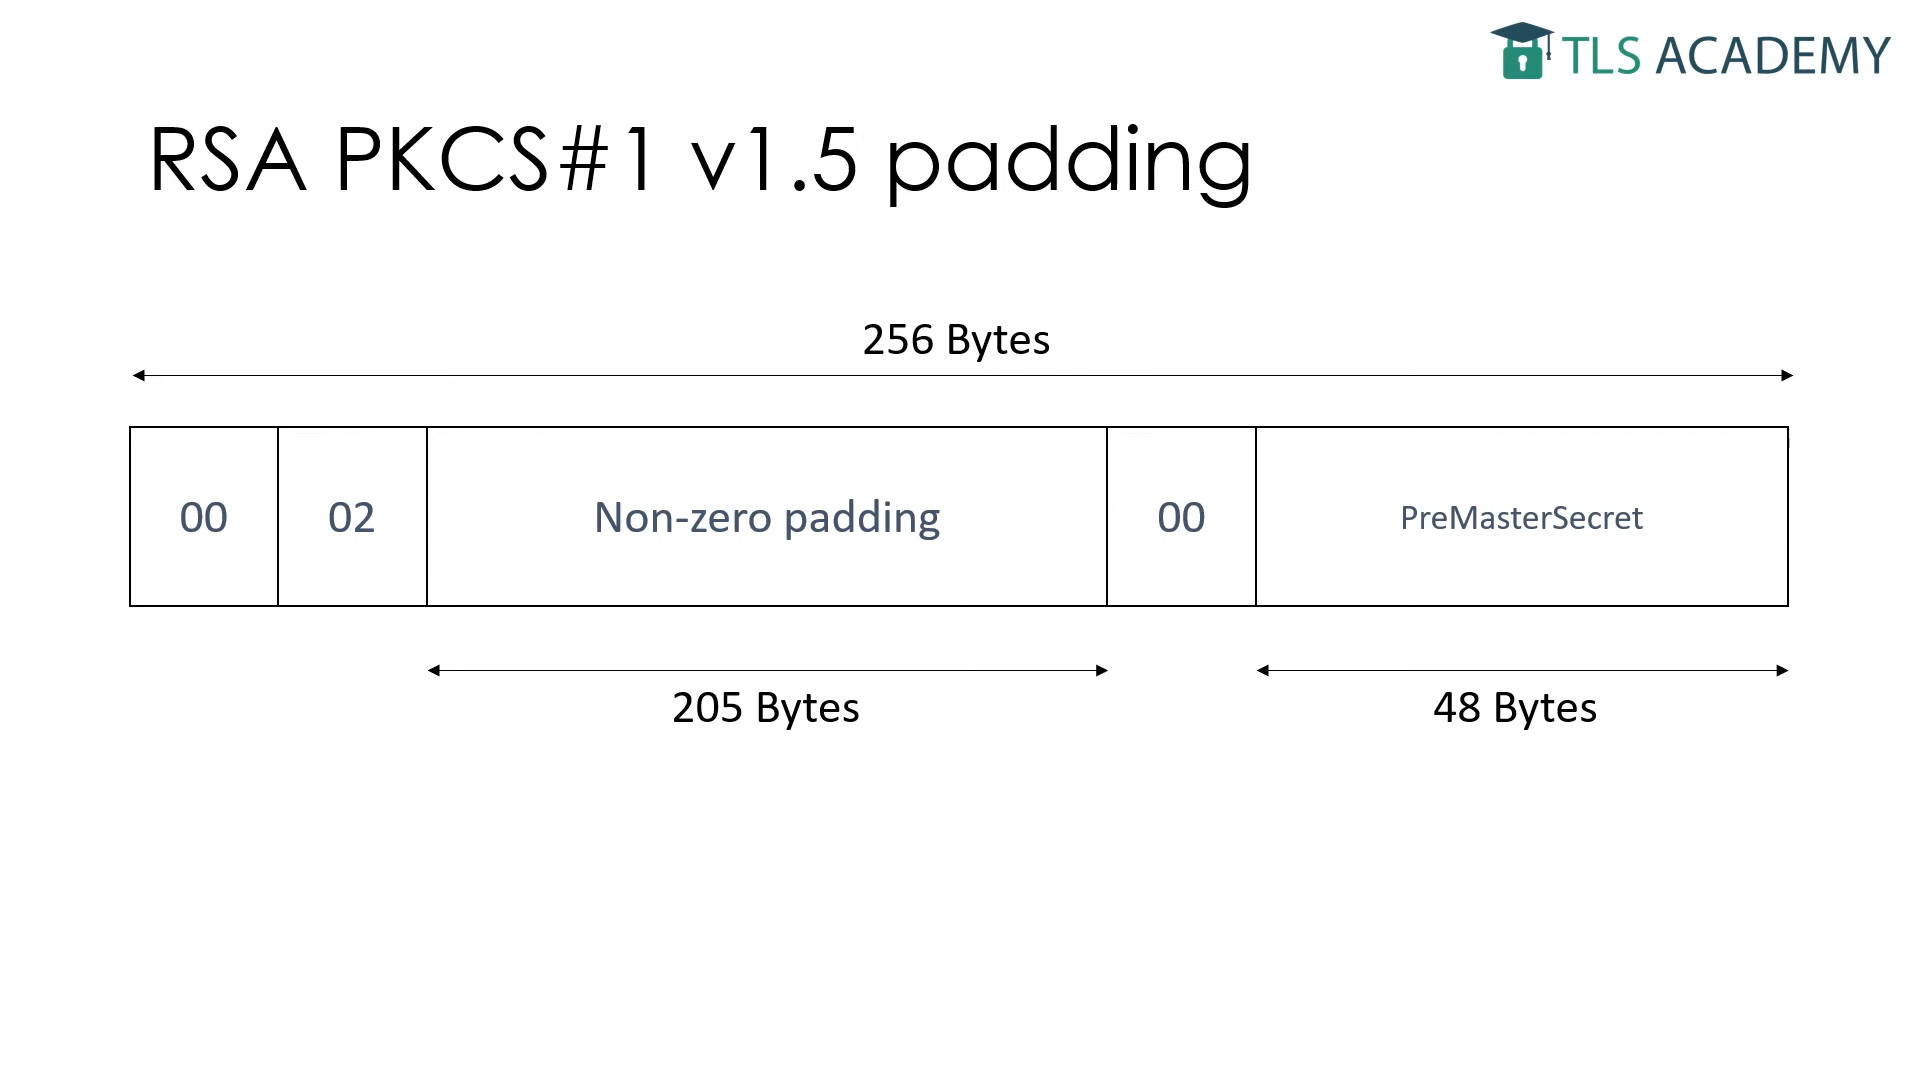 TLS ACADEMY
RSA PKCS#1 v1.5 padding
256 Bytes
00 02 Non-zero padding 00 PreMasterSecret
205 Bytes 48 Bytes